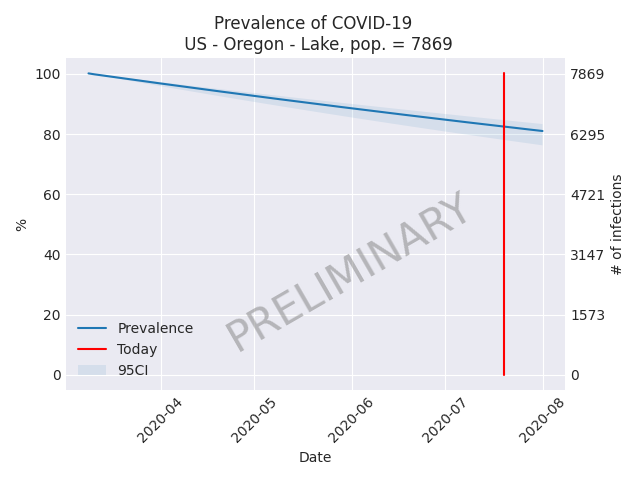 Prevalence of COVID-19
US - Oregon - Lake, pop. = 7869
100
80
60
40
20
0
%
7869
6295
4721
3147
1573
0
# of infections
PRELIMINARY
Prevalence
Today
95CI
2020-04
2020-05
2020-06
2020-07
2020-08
Date